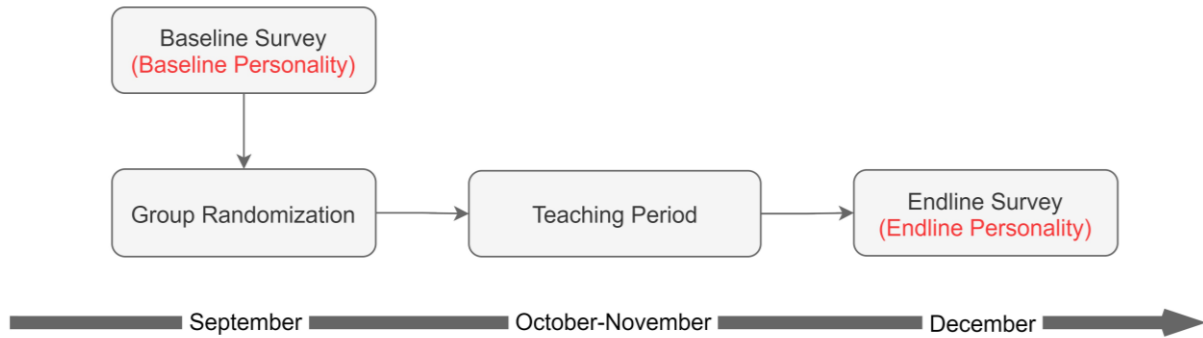 Baseline Survey
(Baseline Personality)
Group Randomization
Teaching Period
Endline Survey
(Endline Personality)
September
October-November
December